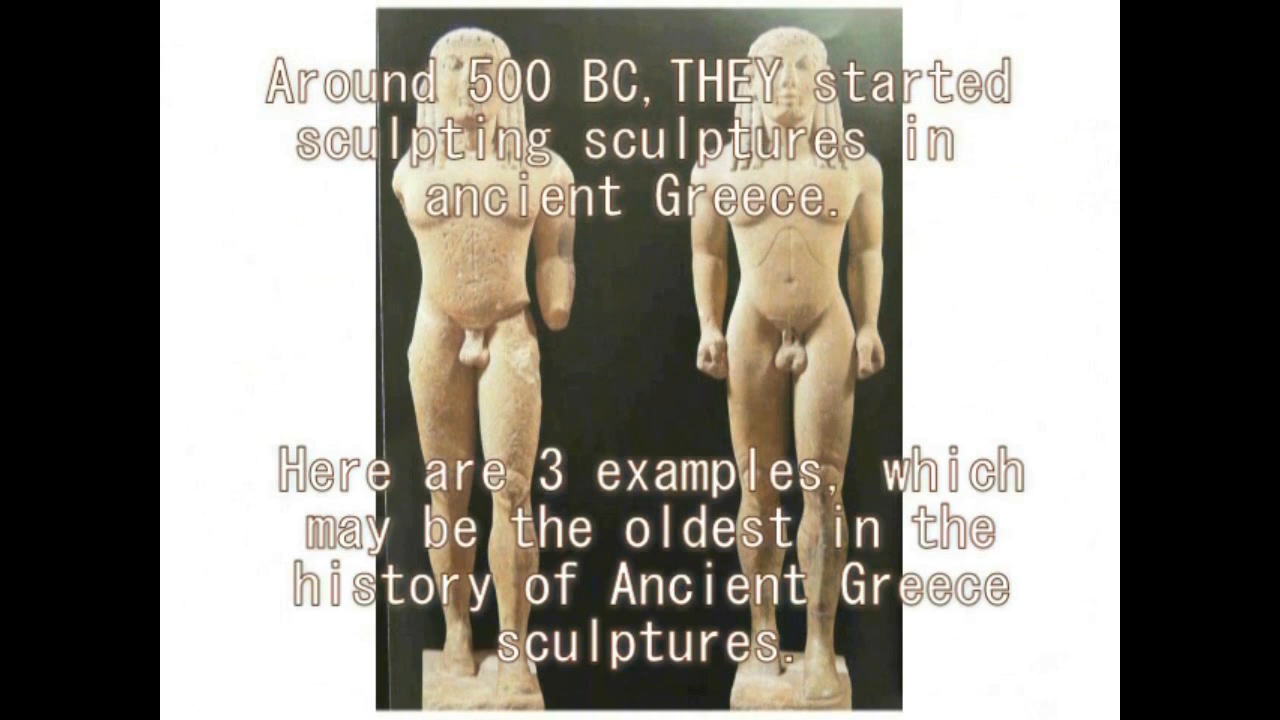 Around 500 BC,THEY started
sculpting sculptures in
ancient Greece.
Here are 3 examples, which
may be the oldest in the
history of Ancient Greece
sculptures.